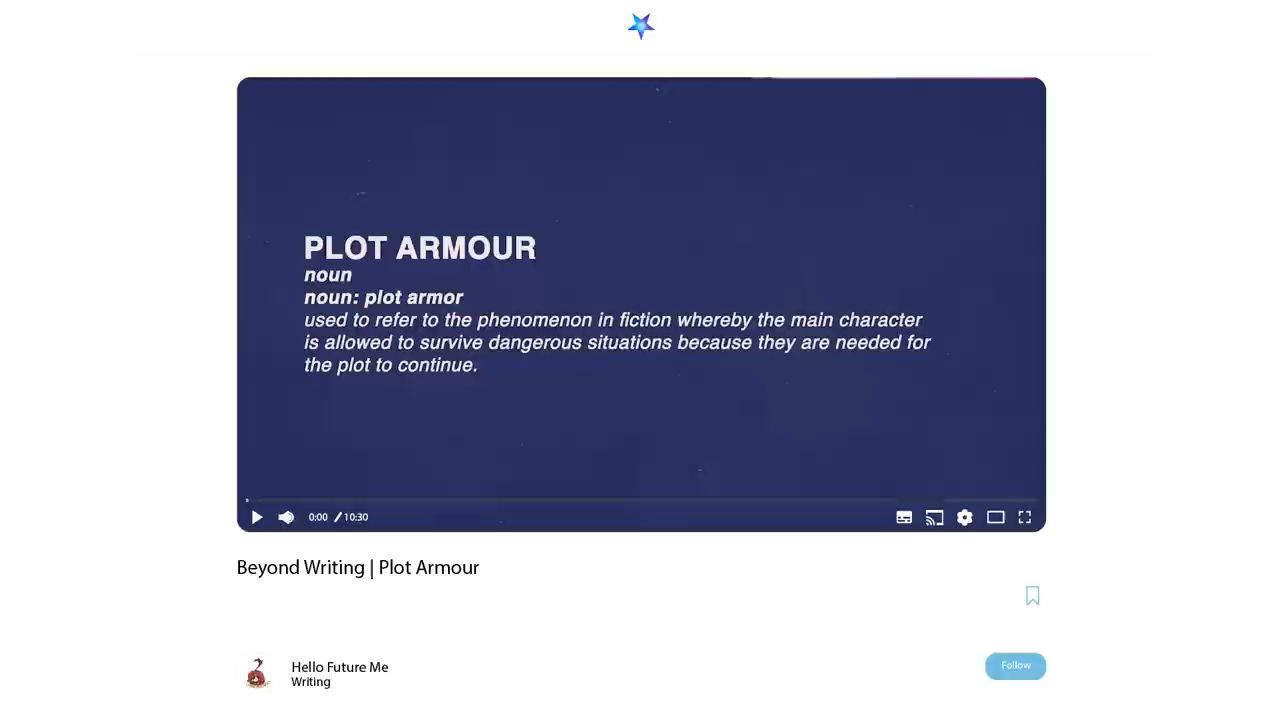 PLOT ARMOUR
noun
noun: plot armor
used to refer to the phenomenon in fiction whereby the main character
is allowed to survive dangerous situations because they are needed for
the plot to continue.
0:00 / 10:30
Beyond Writing | Plot Armour
Hello Future Me
Writing
Follow